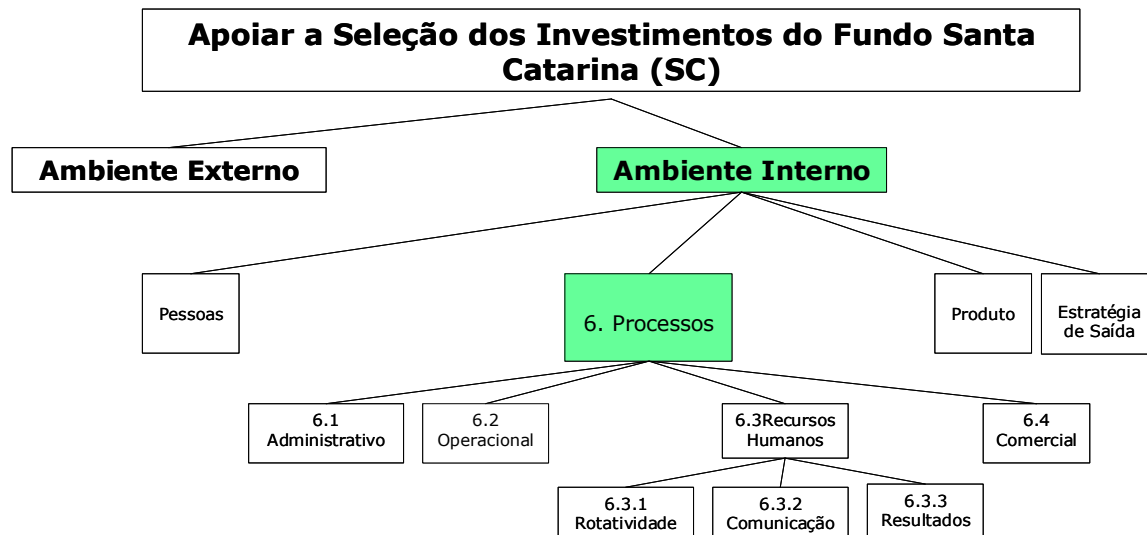 Apoiar a Seleção dos Investimentos do Fundo Santa
Catarina (SC)
Ambiente Externo
Ambiente Interno
Pessoas
6. Processos
Produto
Estratégia
de Saída
6.1
Administrativo
6.2
Operacional
6.3Recursos
Humanos
6.4
Comercial
6.3.1
Rotatividade
6.3.2
Comunicação
6.3.3
Resultados